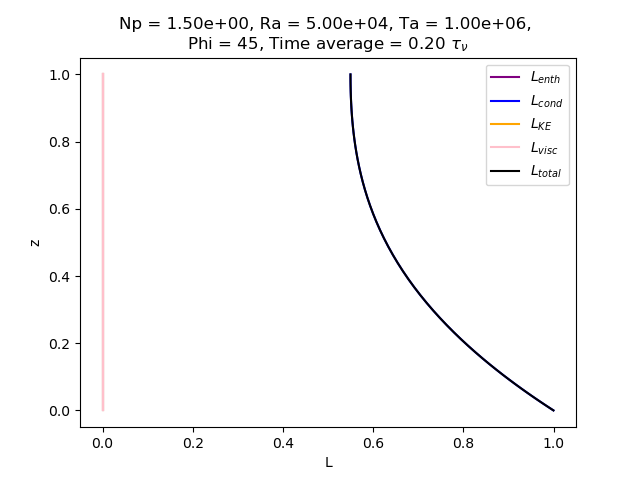 Np = 1.50e+00, Ra = 5.00e+04, Ta = 1.00e+06,
Phi = 45, Time average = 0.20 τ_ν
1.0
0.8
0.6
0.4
0.2
0.0
z
0.0 0.2 0.4 0.6 0.8 1.0
L
L_enth
L_cond
L_KE
L_visc
L_total